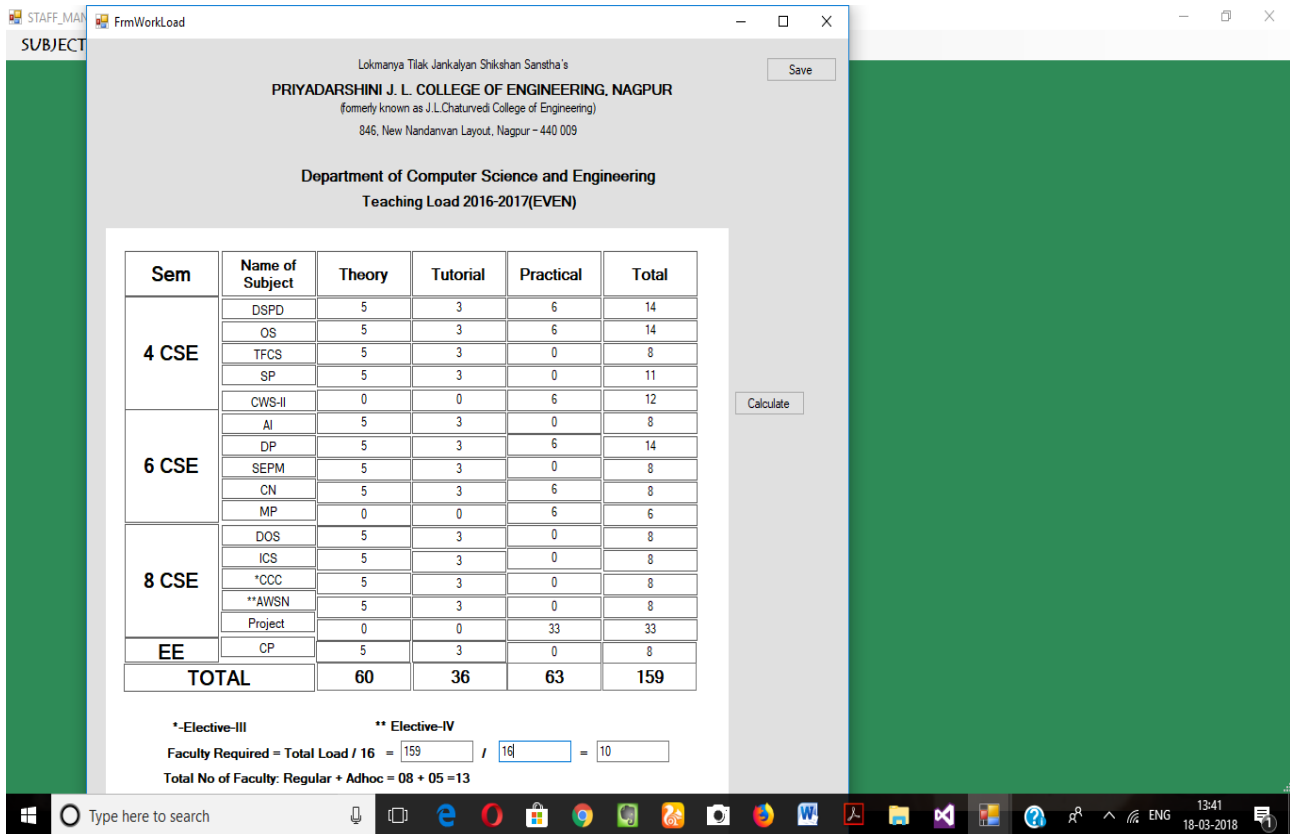 STAFF_MAN
FrmWorkLoad
SUBJECT
Lokmanya Tilak Jankalyan Shikshan Sanstha's
Save
PRIYADARSHINI J. L. COLLEGE OF ENGINEERING, NAGPUR
(formerly known as J.L.Chaturvedi College of Engineering)
846, New Nandanvan Layout, Nagpur – 440 009
Department of Computer Science and Engineering
Teaching Load 2016-2017(EVEN)
Sem Name of Subject Theory Tutorial Practical Total
4 CSE
DSPD 5 3 6 14
OS 5 3 6 14
TFCS 5 3 0 8
SP 5 3 0 11
CWS-II 0 0 6 12
Calculate
6 CSE
AI 5 3 0 8
DP 5 3 6 14
SEPM 5 3 0 8
CN 5 3 6 8
MP 0 0 6 6
8 CSE
DOS 5 3 0 8
ICS 5 3 0 8
*CCC 5 3 0 8
**AWSN 5 3 0 8
Project 0 0 33 33
EE CP 5 3 0 8
TOTAL 60 36 63 159
*-Elective-III ** Elective-IV
Faculty Required = Total Load / 16 = 159 / 16 = 10
Total No of Faculty: Regular + Adhoc = 08 + 05 =13
Type here to search
ENG
13:41
18-03-2018
1